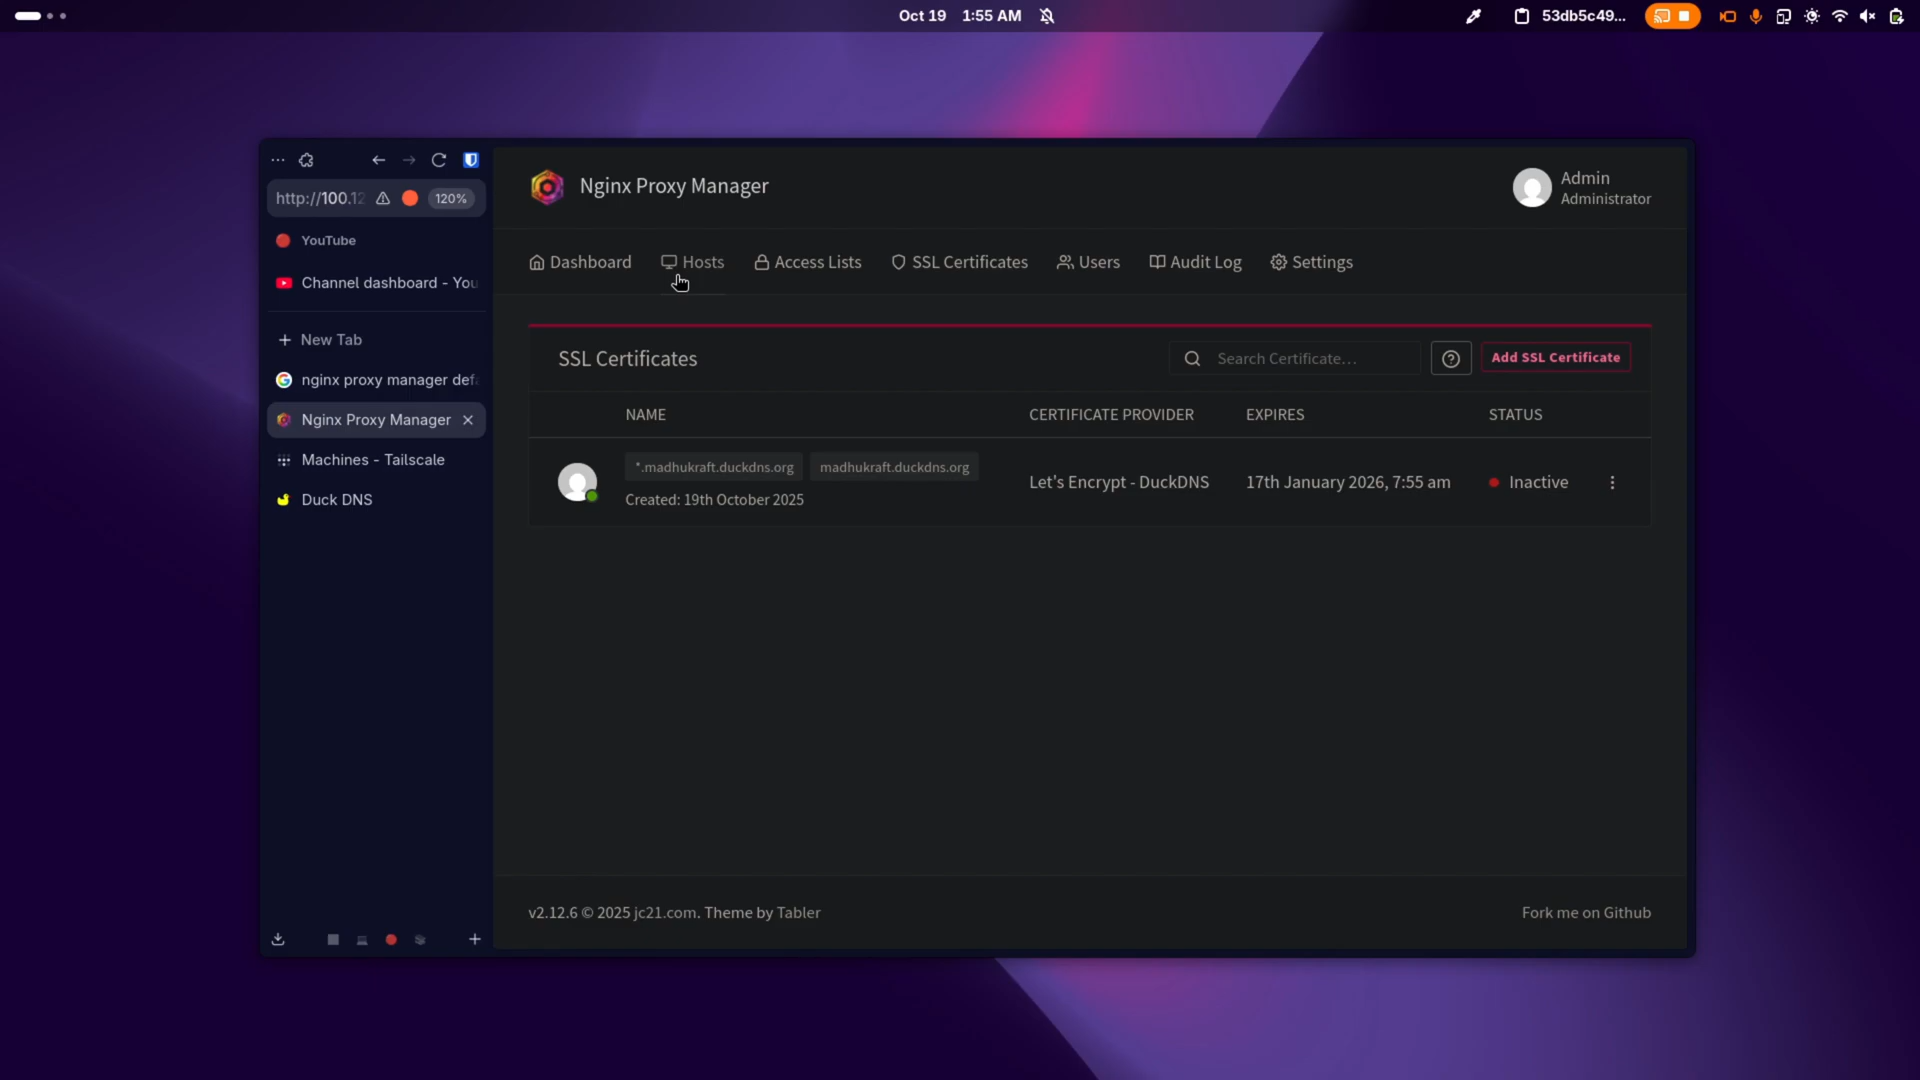 Oct 19 1:55 AM
53db5c49...
http://100.12
120%
YouTube
Channel dashboard - You
New Tab
nginx proxy manager defa
Nginx Proxy Manager
Machines - Tailscale
Duck DNS
Nginx Proxy Manager
Admin
Administrator
Dashboard Hosts Access Lists SSL Certificates Users Audit Log Settings
SSL Certificates
Search Certificate…
Add SSL Certificate
NAME CERTIFICATE PROVIDER EXPIRES STATUS
*.madhukraft.duckdns.org madhukraft.duckdns.org
Created: 19th October 2025
Let's Encrypt - DuckDNS 17th January 2026, 7:55 am Inactive
v2.12.6 © 2025 jc21.com. Theme by Tabler
Fork me on Github